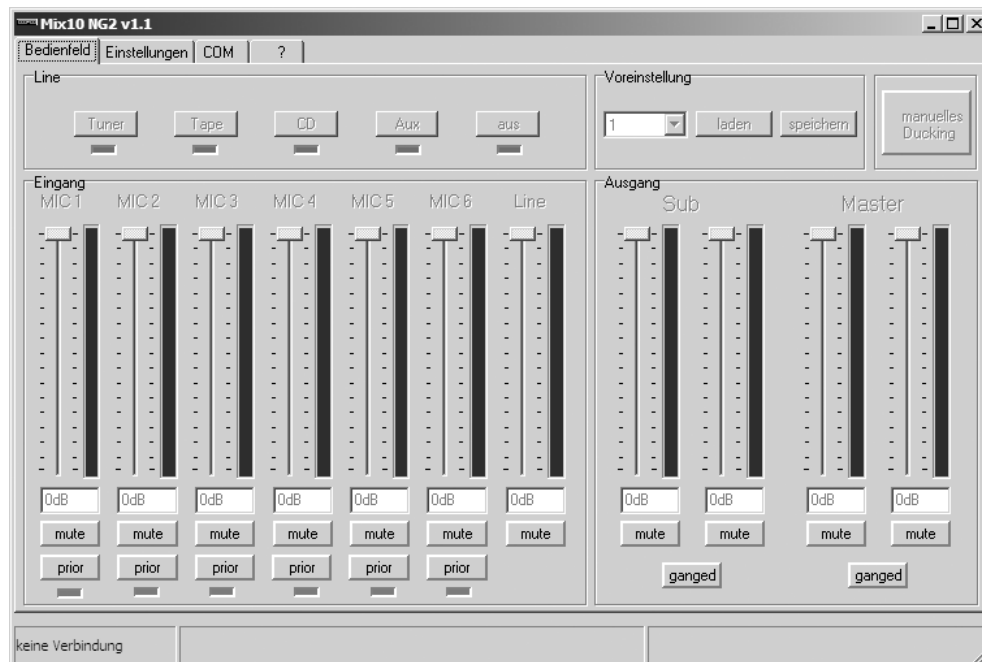 Mix10 NG2 v1.1
Bedienfeld Einstellungen COM ?
Line
Tuner Tape CD Aux aus
Voreinstellung
1 laden speichern
manuelles
Ducking
Eingang
MIC 1 MIC 2 MIC 3 MIC 4 MIC 5 MIC 6 Line
0dB 0dB 0dB 0dB 0dB 0dB 0dB
mute mute mute mute mute mute mute
prior prior prior prior prior prior
Ausgang
Sub Master
0dB 0dB 0dB 0dB
mute mute mute mute
ganged ganged
keine Verbindung